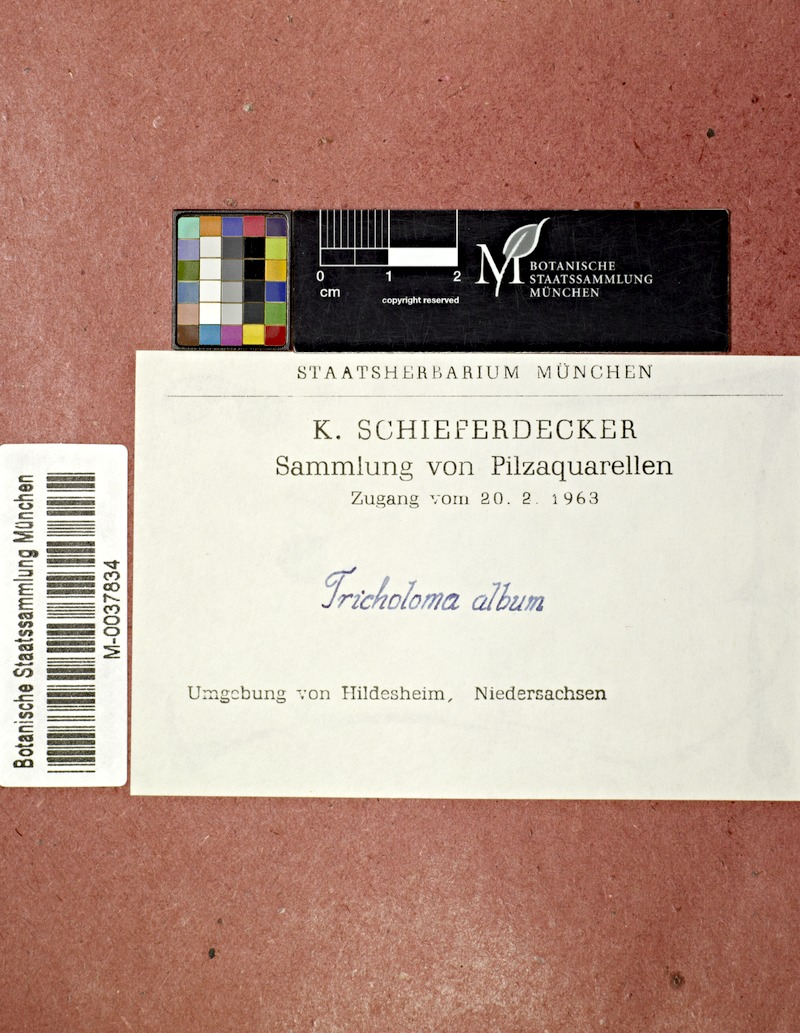 0 1 2
cm
copyright reserved
M BOTANISCHE
STAATSSAMMLUNG
MÜNCHEN
STAATSHERBARIUM MÜNCHEN
K. SCHIEFERDECKER
Sammlung von Pilzaquarellen
Zugang vom 20. 2. 1963
Tricholoma album
Umgebung von Hildesheim, Niedersachsen
Botanische Staatssammlung München
M-0037834